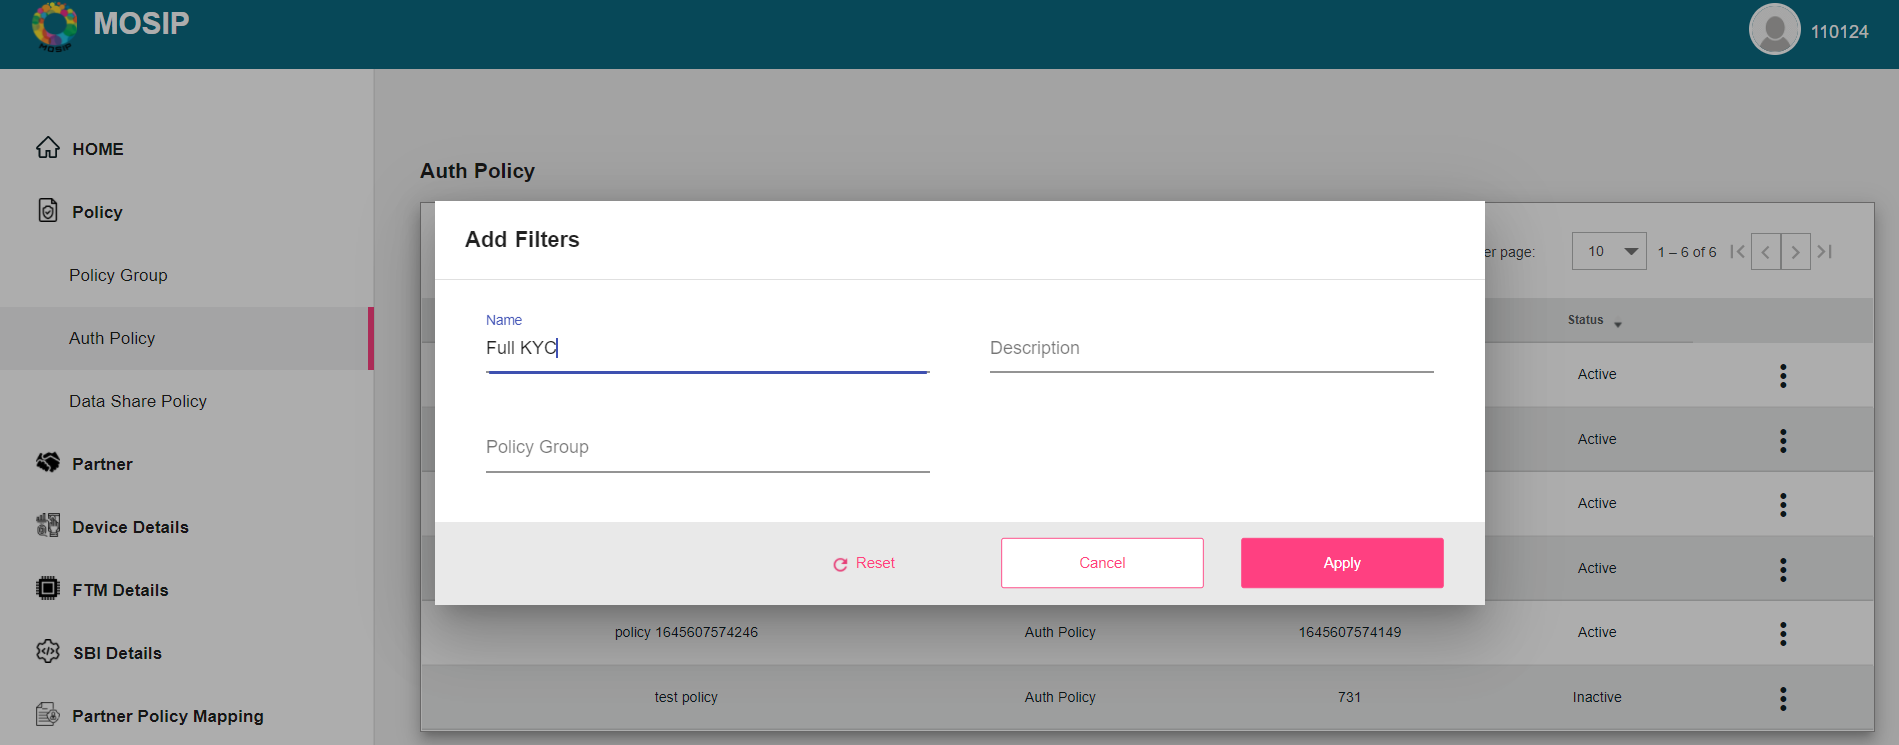 MOSIP
MOSIP
110124
HOME
Policy
Policy Group
Auth Policy
Data Share Policy
Partner
Device Details
FTM Details
SBI Details
Partner Policy Mapping
Auth Policy
er page:
10
1 – 6 of 6
Status
Active
Active
Active
Active
policy 1645607574246 Auth Policy 1645607574149 Active
test policy Auth Policy 731 Inactive
Add Filters
Name
Full KYC
Description
Policy Group
Reset
Cancel
Apply